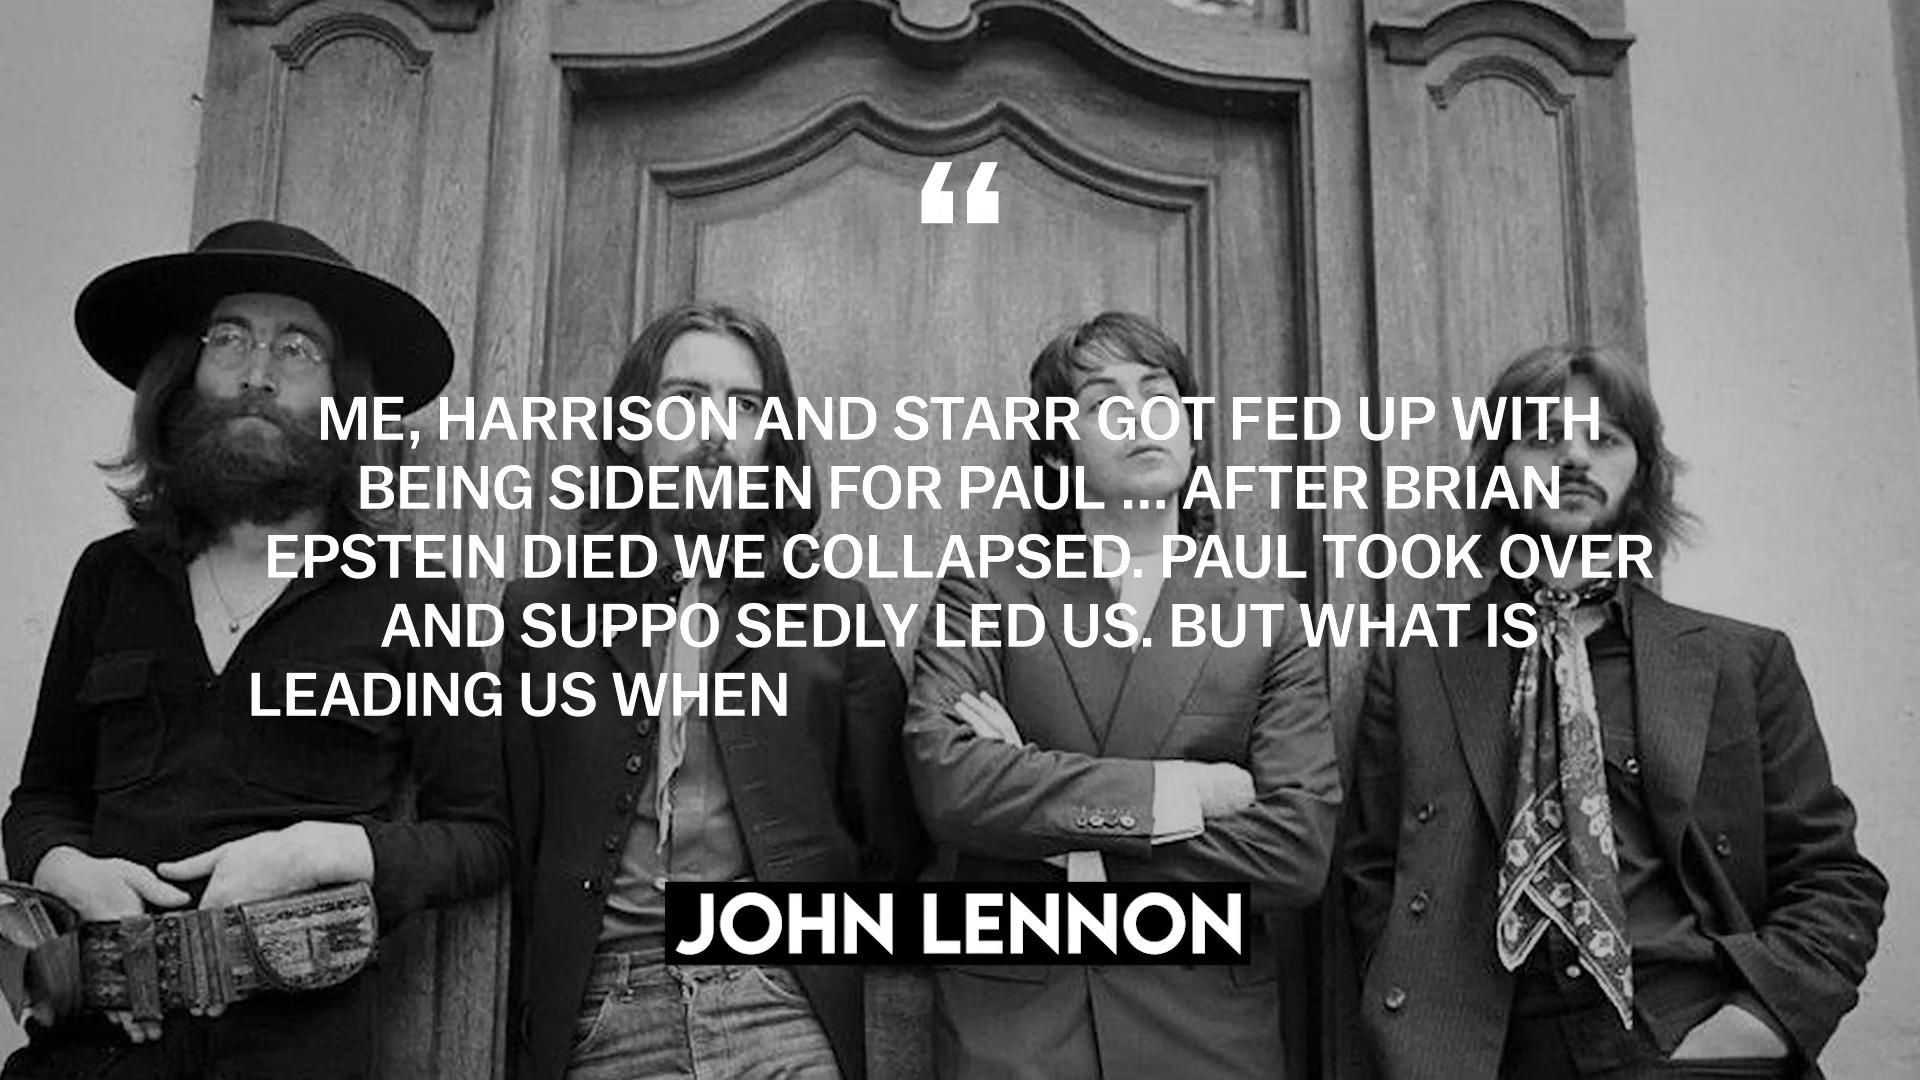 “
ME, HARRISON AND STARR GOT FED UP WITH
BEING SIDEMEN FOR PAUL ... AFTER BRIAN
EPSTEIN DIED WE COLLAPSED. PAUL TOOK OVER
AND SUPPO SEDLY LED US. BUT WHAT IS
LEADING US WHEN
JOHN LENNON